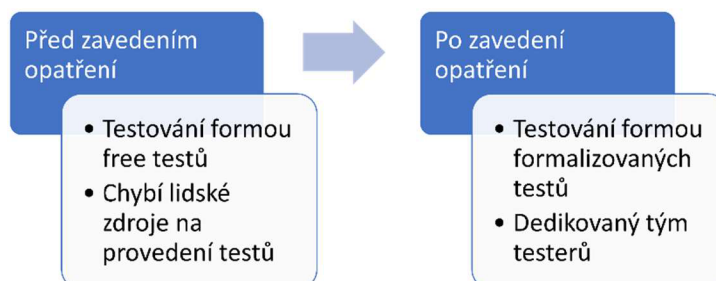 Před zavedením
opatření
• Testování formou
free testů
• Chybí lidské
zdroje na
provedení testů
Po zavedení
opatření
• Testování formou
formalizovaných
testů
• Dedikovaný tým
testerů